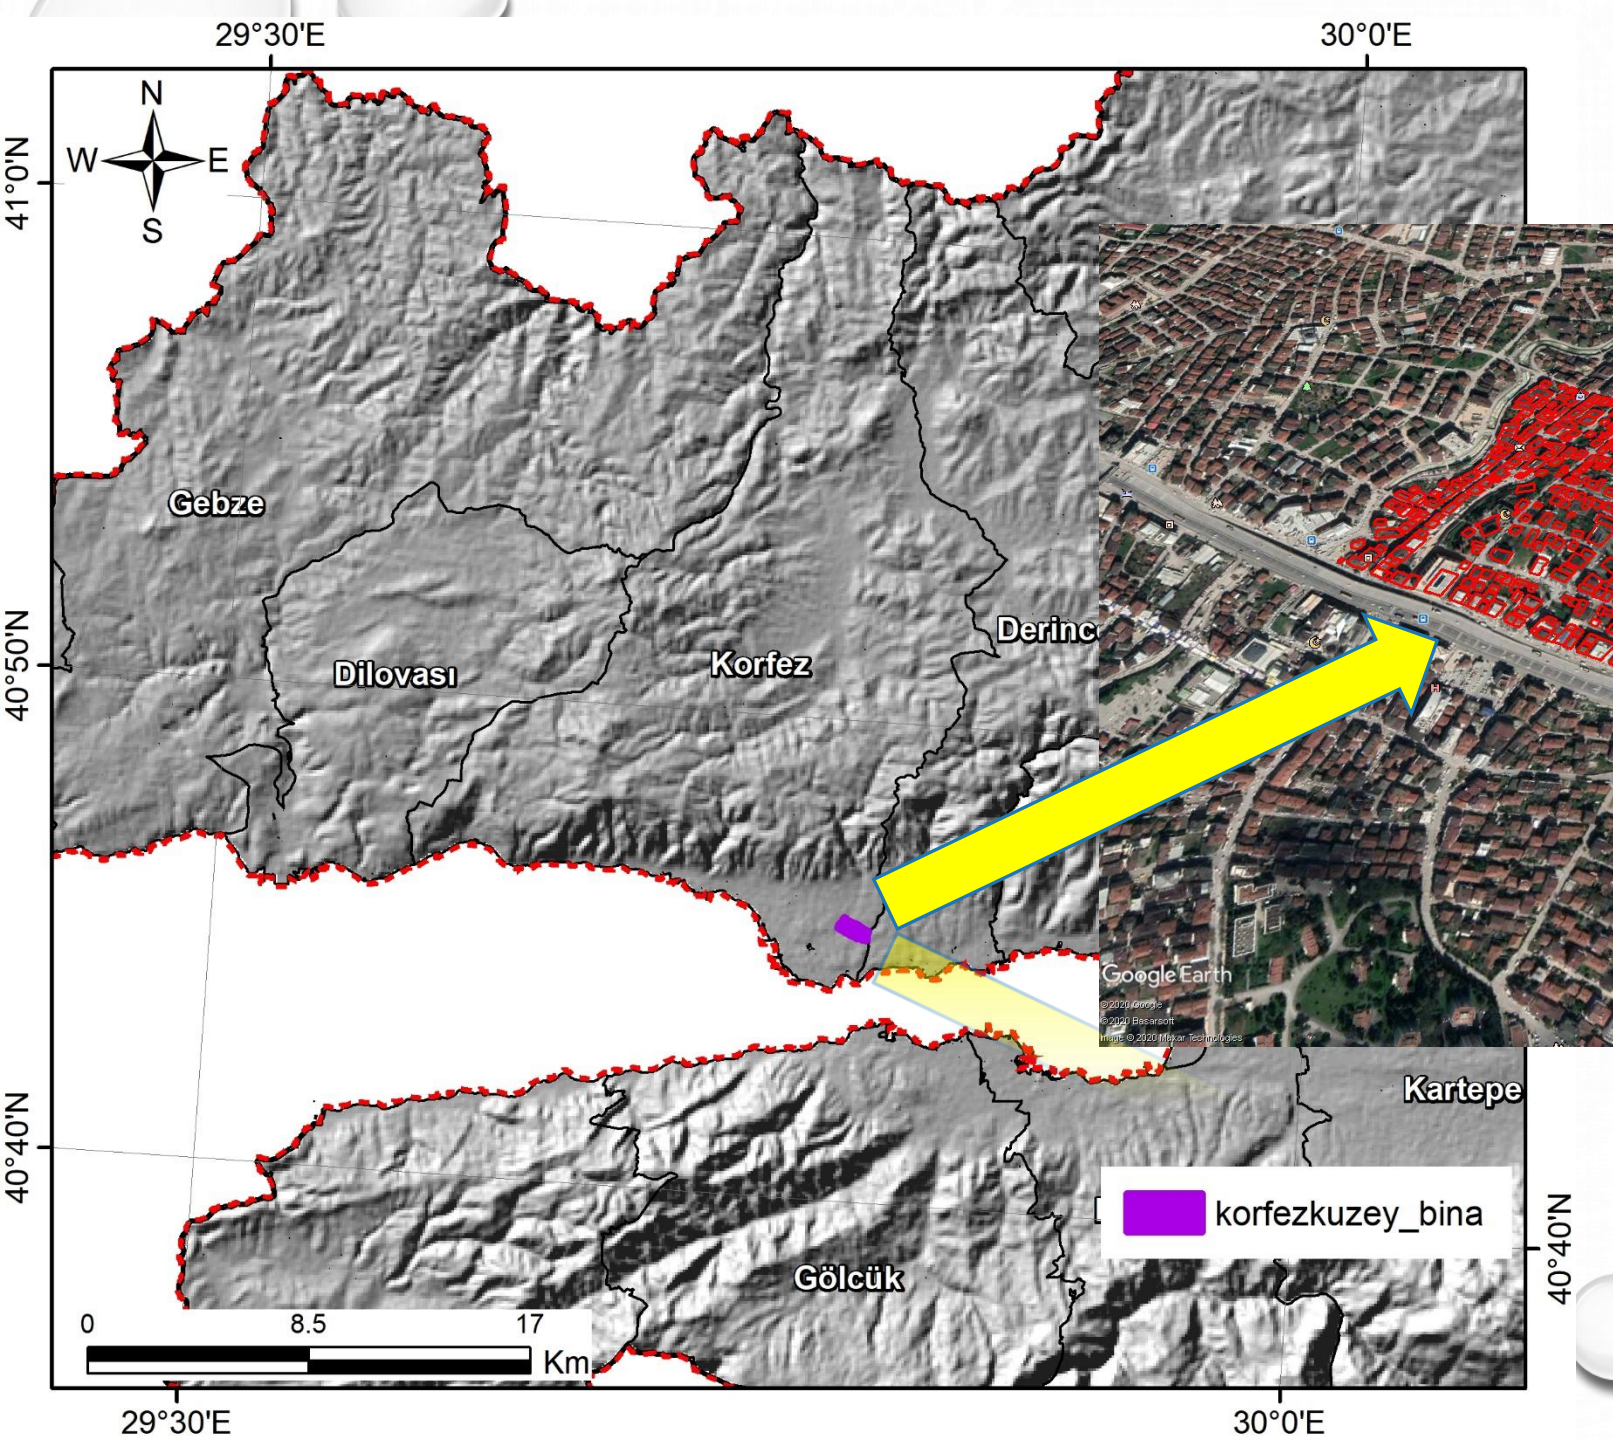 29°30'E
30°0'E
N
W
E
S
41°0'N
Gebze
40°50'N
Derinc
Korfez
Dilovası
Google Earth
©2020 Google
©2020 Basarsoft
Image © 2020 Maxar Technologies
Kartepe
40°40'N
korfezkuzey_bina
40°40'N
Gölcük
0
8.5
17
Km
29°30'E
30°0'E